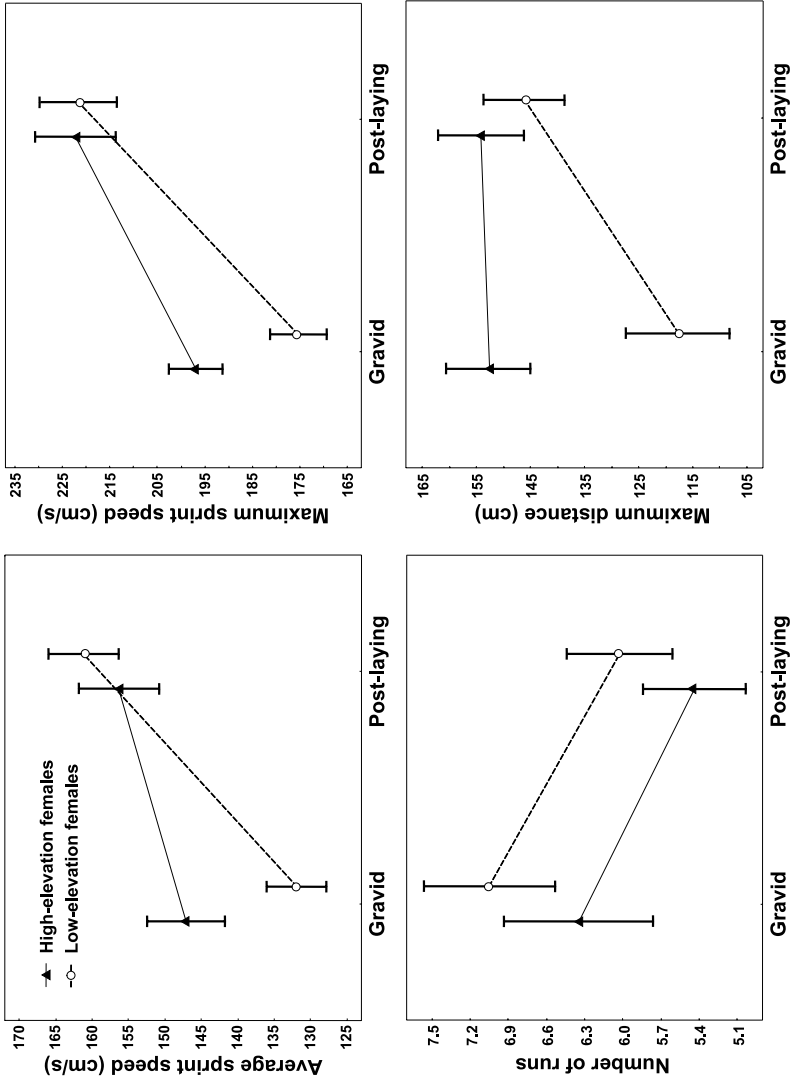 170
165
160
155
150
145
140
135
130
125
Average sprint speed (cm/s)
High-elevation females
Low-elevation females
Gravid
Post-laying
235
225
215
205
195
185
175
165
Maximum sprint speed (cm/s)
Gravid
Post-laying
7.5
7.2
6.9
6.6
6.3
6.0
5.7
5.4
5.1
Number of runs
Gravid
Post-laying
165
155
145
135
125
115
105
Maximum distance (cm)
Gravid
Post-laying